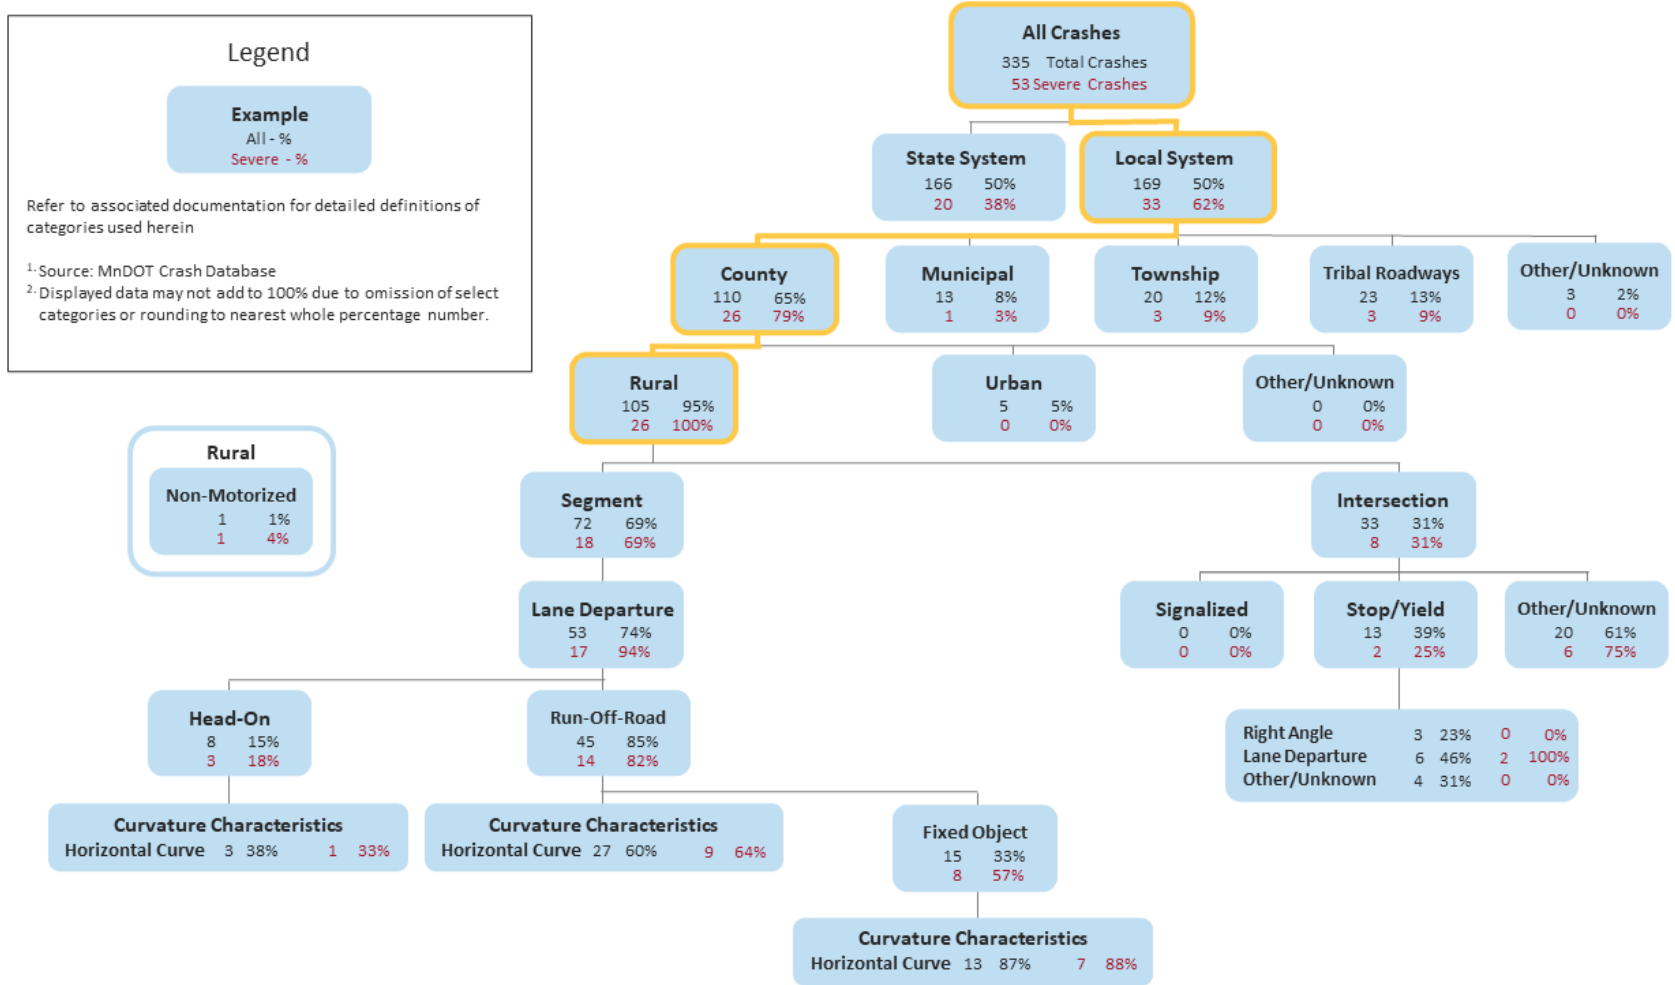 Legend
Example
All - %
Severe - %
Refer to associated documentation for detailed definitions of
categories used herein
1. Source: MnDOT Crash Database
2. Displayed data may not add to 100% due to omission of select
categories or rounding to nearest whole percentage number.
All Crashes
335 Total Crashes
53 Severe Crashes
State System
166 50%
20 38%
Local System
169 50%
33 62%
County
110 65%
26 79%
Municipal
13 8%
1 3%
Township
20 12%
3 9%
Tribal Roadways
23 13%
3 9%
Other/Unknown
3 2%
0 0%
Rural
105 95%
26 100%
Urban
5 5%
0 0%
Other/Unknown
0 0%
0 0%
Rural
Non-Motorized
1 1%
1 4%
Segment
72 69%
18 69%
Intersection
33 31%
8 31%
Lane Departure
53 74%
17 94%
Signalized
0 0%
0 0%
Stop/Yield
13 39%
2 25%
Other/Unknown
20 61%
6 75%
Head-On
8 15%
3 18%
Run-Off-Road
45 85%
14 82%
Right Angle 3 23% 0 0%
Lane Departure 6 46% 2 100%
Other/Unknown 4 31% 0 0%
Curvature Characteristics
Horizontal Curve 3 38% 1 33%
Curvature Characteristics
Horizontal Curve 27 60% 9 64%
Fixed Object
15 33%
8 57%
Curvature Characteristics
Horizontal Curve 13 87% 7 88%